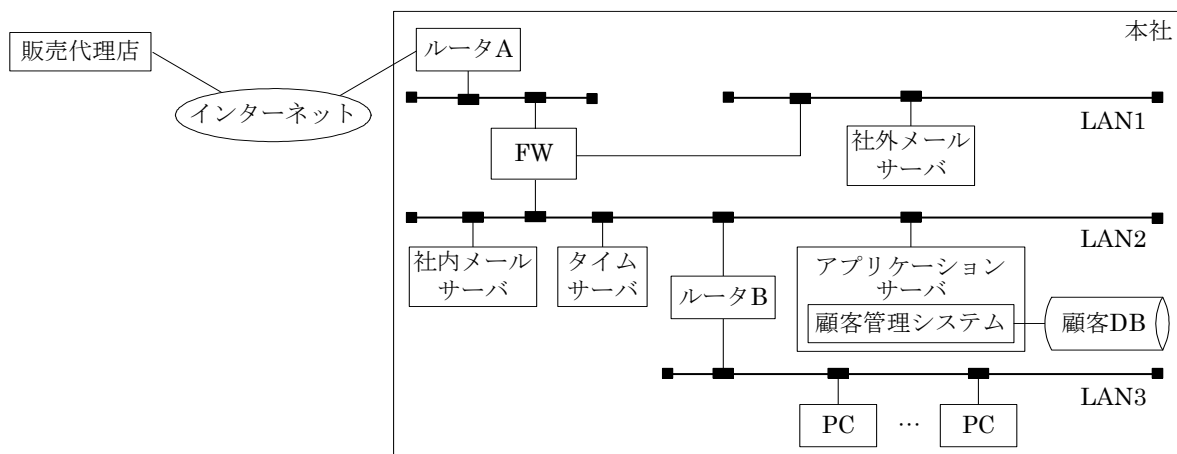 本社
販売代理店
ルータA
インターネット
LAN1
FW
社外メール
サーバ
LAN2
社内メール
サーバ
タイム
サーバ
ルータB
アプリケーション
サーバ
顧客管理システム
顧客DB
LAN3
PC
…
PC